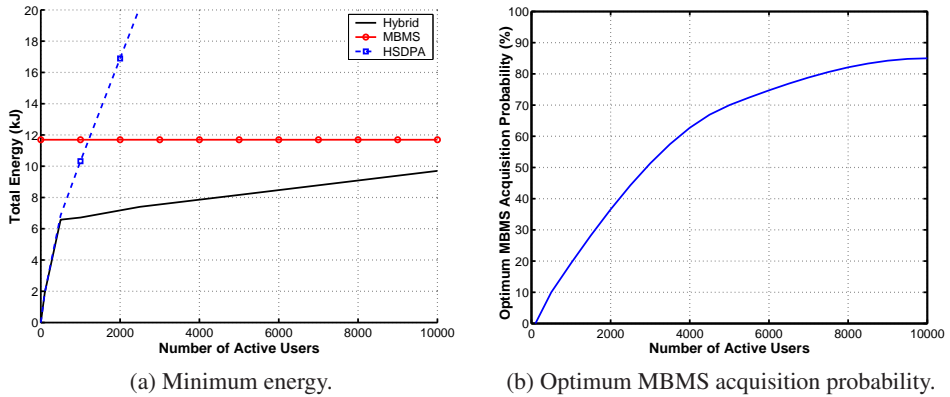 20
18
16
14
12
10
8
6
4
2
0
Total Energy (kJ)
Hybrid
MBMS
HSDPA
0 2000 4000 6000 8000 10000
Number of Active Users
(a) Minimum energy.
100
90
80
70
60
50
40
30
20
10
0
Optimum MBMS Acquisition Probability (%)
0 2000 4000 6000 8000 10000
Number of Active Users
(b) Optimum MBMS acquisition probability.